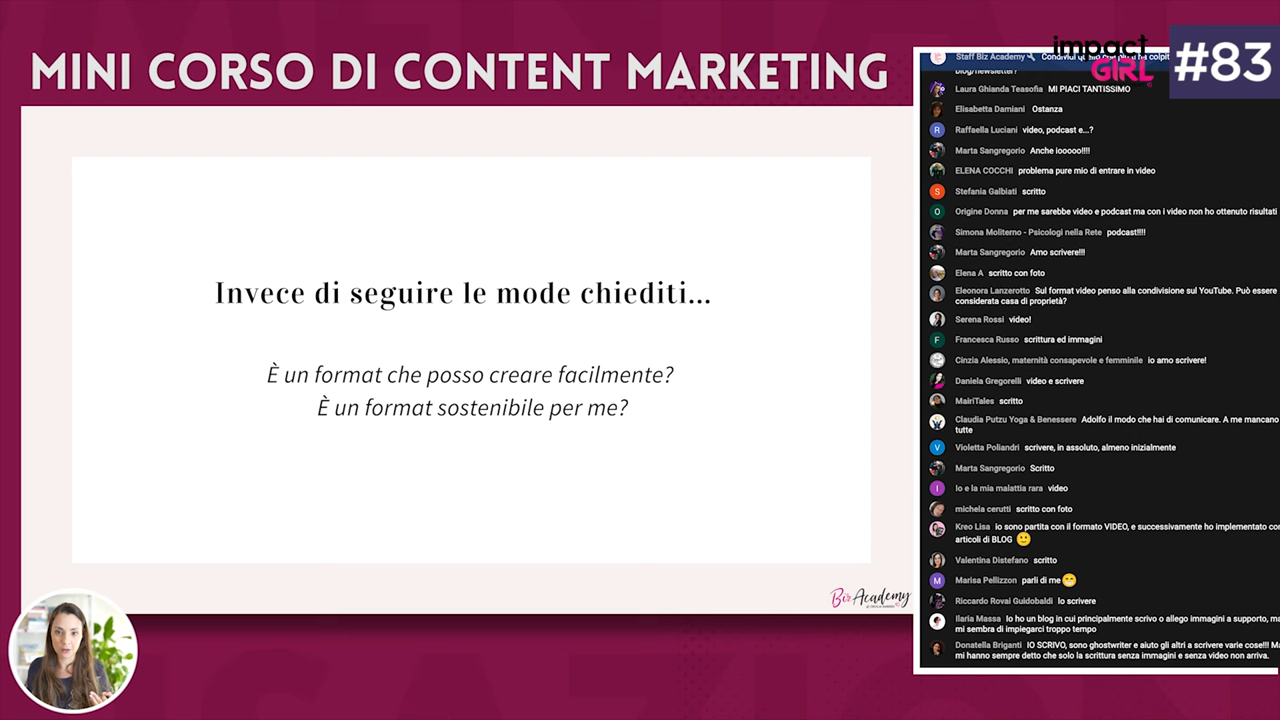 MINI CORSO DI CONTENT MARKETING
impact
GIRL
#83
Invece di seguire le mode chiediti...
È un format che posso creare facilmente?
È un format sostenibile per me?
BizAcademy
Staff Biz Academy Condividi
blog/newsletter?
Laura Ghianda Teasofia MI PIACI TANTISSIMO
Elisabetta Damiani Ostanza
R Raffaella Luciani video, podcast e...?
Marta Sangregorio Anche iooooo!!!!
ELENA COCCHI problema pure mio di entrare in video
S Stefania Galbiati scritto
O Origine Donna per me sarebbe video e podcast ma con i video non ho ottenuto risultati
Simona Moliterno - Psicologi nella Rete podcast!!!!
Marta Sangregorio Amo scrivere!!!
Elena A scritto con foto
Eleonora Lanzerotto Sul format video penso alla condivisione sul YouTube. Può essere
considerata casa di proprietà?
Serena Rossi video!
F Francesca Russo scrittura ed immagini
Cinzia Alessio, maternità consapevole e femminile io amo scrivere!
Daniela Gregorelli video e scrivere
MairiTales scritto
Claudia Putzu Yoga & Benessere Adolfo il modo che hai di comunicare. A me mancano
tutte
V Violetta Poliandri scrivere, in assoluto, almeno inizialmente
Marta Sangregorio Scritto
I Io e la mia malattia rara video
michela cerutti scritto con foto
Kreo Lisa io sono partita con il formato VIDEO, e successivamente ho implementato con
articoli di BLOG 🙂
Valentina Distefano scritto
M Marisa Pellizzon parli di me 😁
Riccardo Rovai Guidobaldi Io scrivere
Ilaria Massa Io ho un blog in cui principalmente scrivo o allego immagini a supporto, ma
mi sembra di impiegarci troppo tempo
Donatella Briganti IO SCRIVO, sono ghostwriter e aiuto gli altri a scrivere varie cose!!! Ma
mi hanno sempre detto che solo la scrittura senza immagini e senza video non arriva.